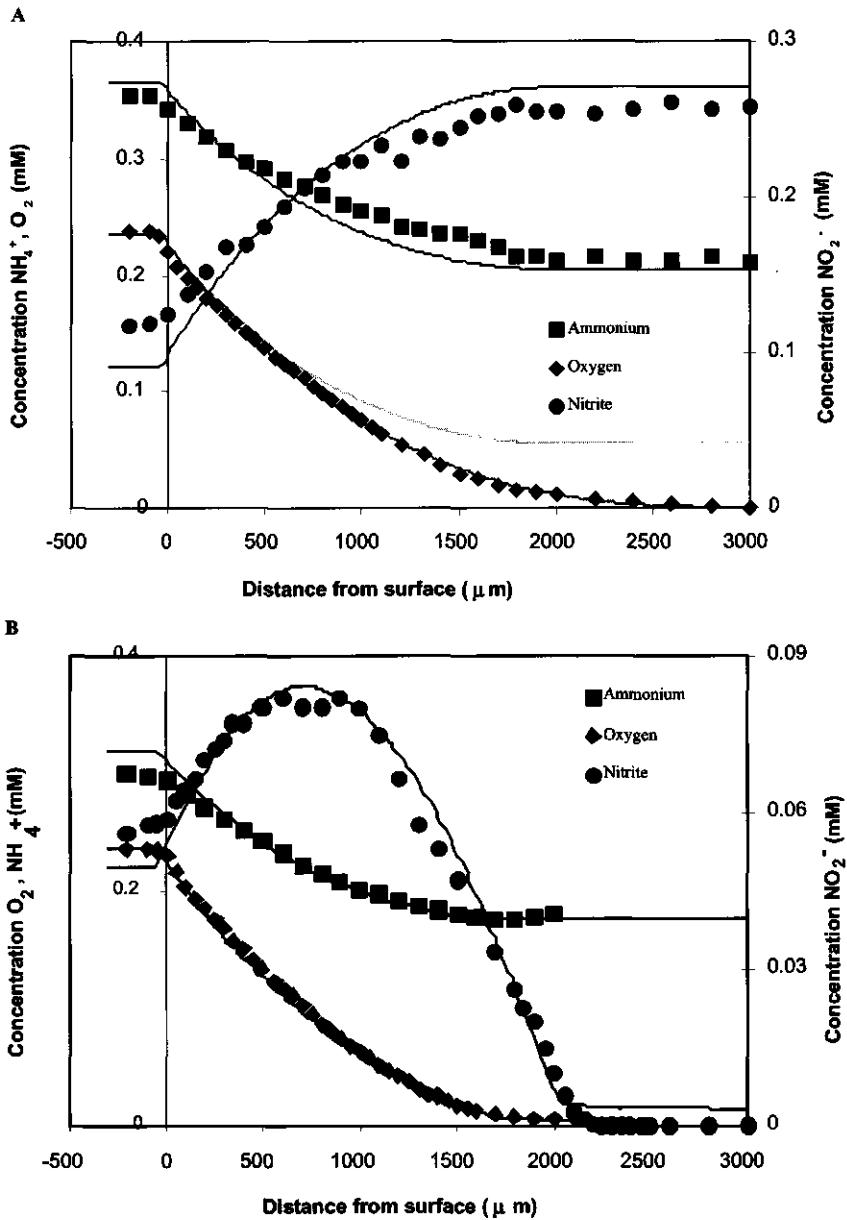 A
0.4
0.3
0.2
0.1
0
Concentration NH4+, O2 (mM)
0.3
0.2
0.1
0
Concentration NO2- (mM)
Ammonium
Oxygen
Nitrite
-500 0 500 1000 1500 2000 2500 3000
Distance from surface (μm)
B
0.4
0.2
0
Concentration O2, NH4+(mM)
0.09
0.06
0.03
0
Concentration NO2- (mM)
Ammonium
Oxygen
Nitrite
-500 0 500 1000 1500 2000 2500 3000
Distance from surface (μm)